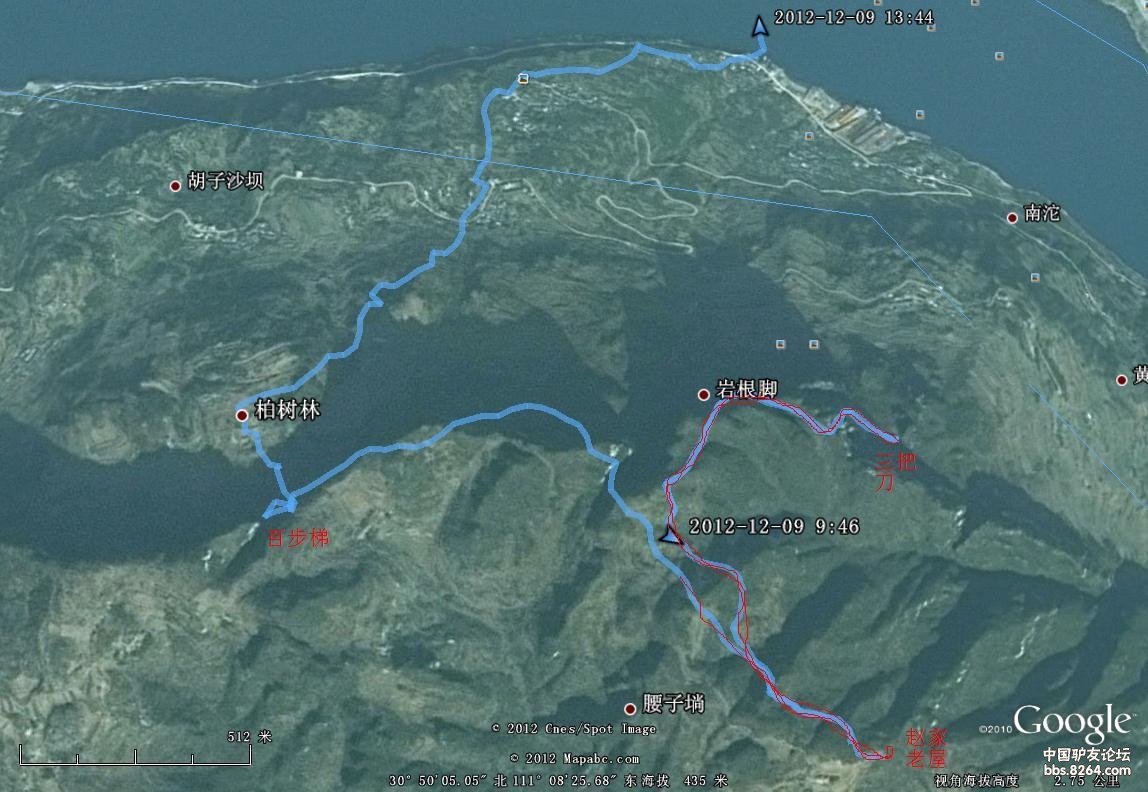 2012-12-09 13:44
胡子沙坝
南沱
黄
岩根脚
柏树林
三把
刀
2012-12-09 9:46
百步梯
腰子埫
赵家
老屋
512 米
© 2012 Cnes/Spot Image
© 2012 Mapabc.com
©2010 Google
中国驴友论坛
bbs.8264.com
30° 50'05.05" 北 111° 08'25.68" 东 海拔 435 米
视角海拔高度 2.75 公里